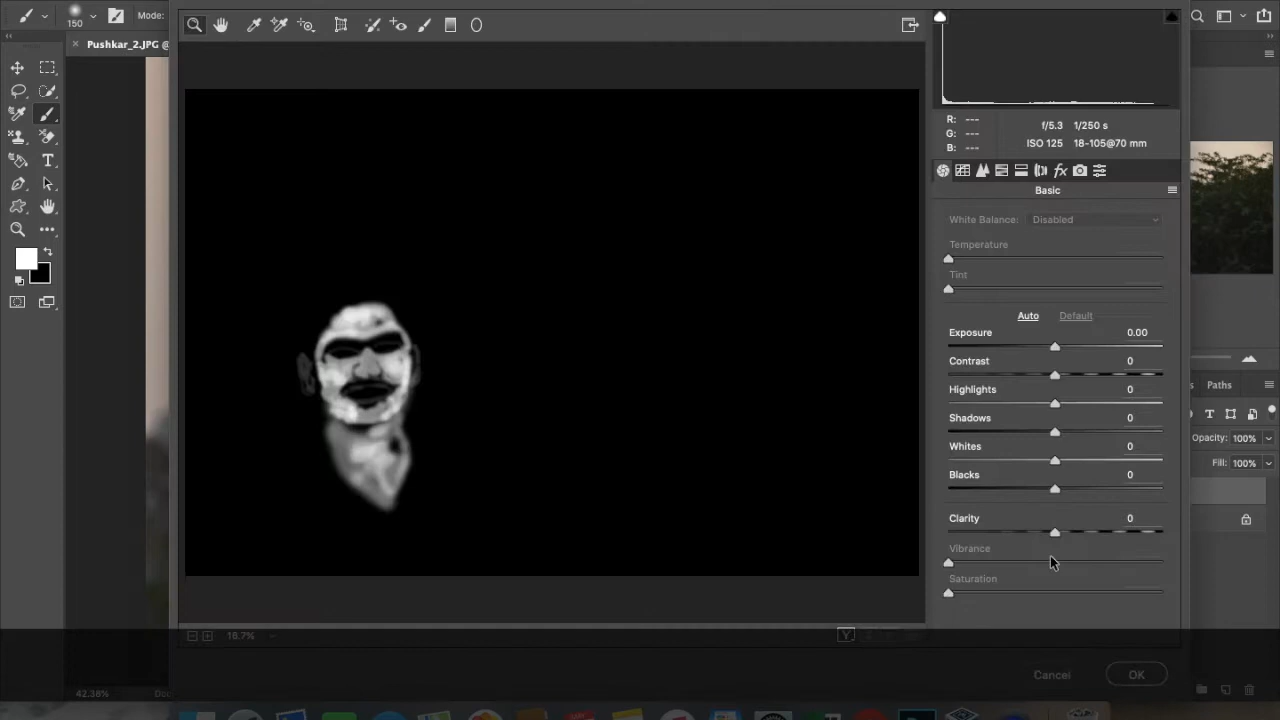 150
Mode:
Pushkar_2.JPG @
R: ---
G: ---
B: ---
f/5.3 1/250 s
ISO 125 18-105@70 mm
Basic
White Balance: Disabled
Temperature
Tint
Auto Default
Exposure 0.00
Contrast 0
Highlights 0
Shadows 0
Whites 0
Blacks 0
Clarity 0
Vibrance
Saturation
Paths
Opacity: 100%
Fill: 100%
16.7%
Cancel OK
42.38%